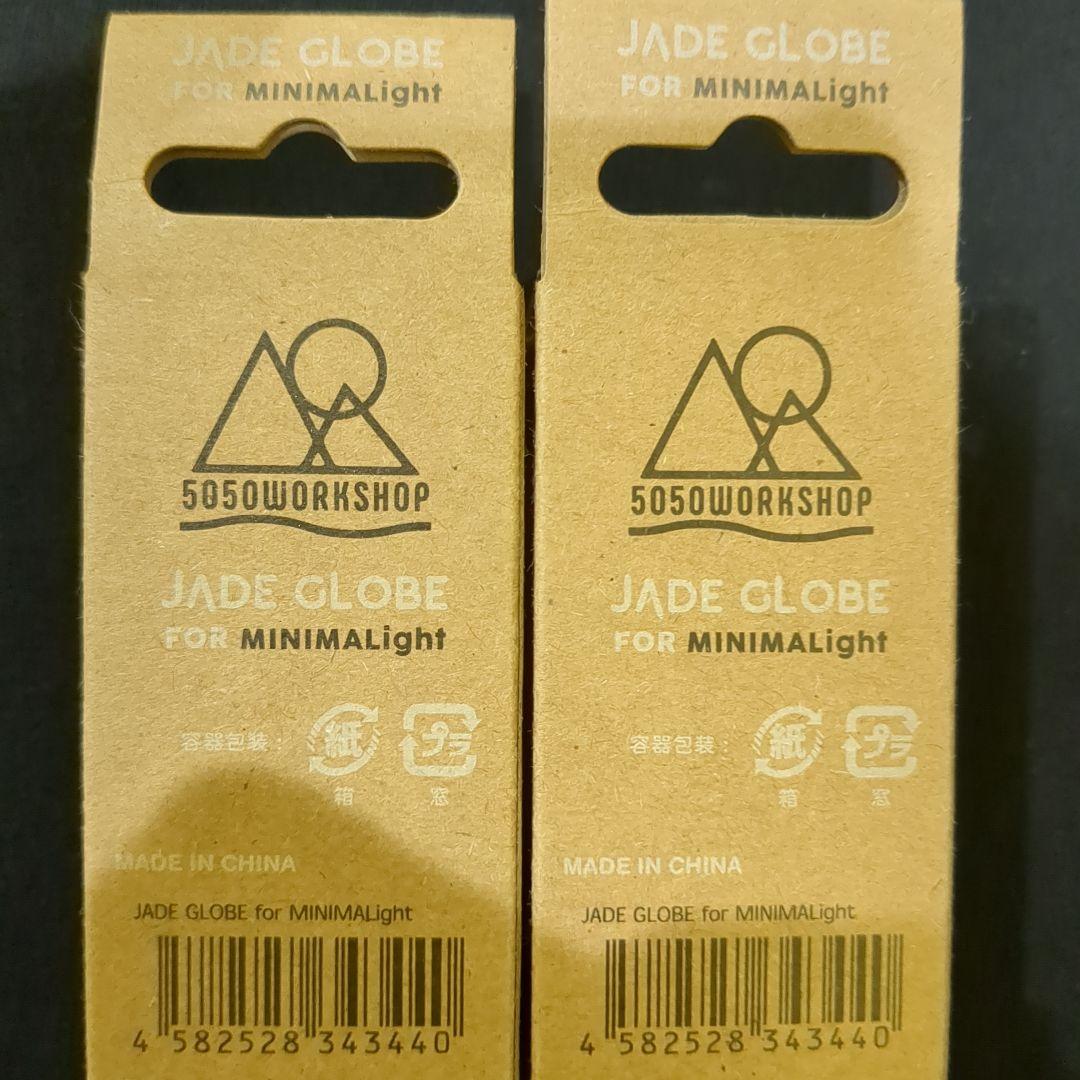 JADE GLOBE
FOR MINIMALight
5050WORKSHOP
JADE GLOBE
FOR MINIMALight
容器包装：
紙
プラ
箱
窓
MADE IN CHINA
JADE GLOBE for MINIMALight
4 582528 343440
JADE GLOBE
FOR MINIMALight
5050WORKSHOP
JADE GLOBE
FOR MINIMALight
容器包装：
紙
プラ
箱
窓
MADE IN CHINA
JADE GLOBE for MINIMALight
4 582528 343440